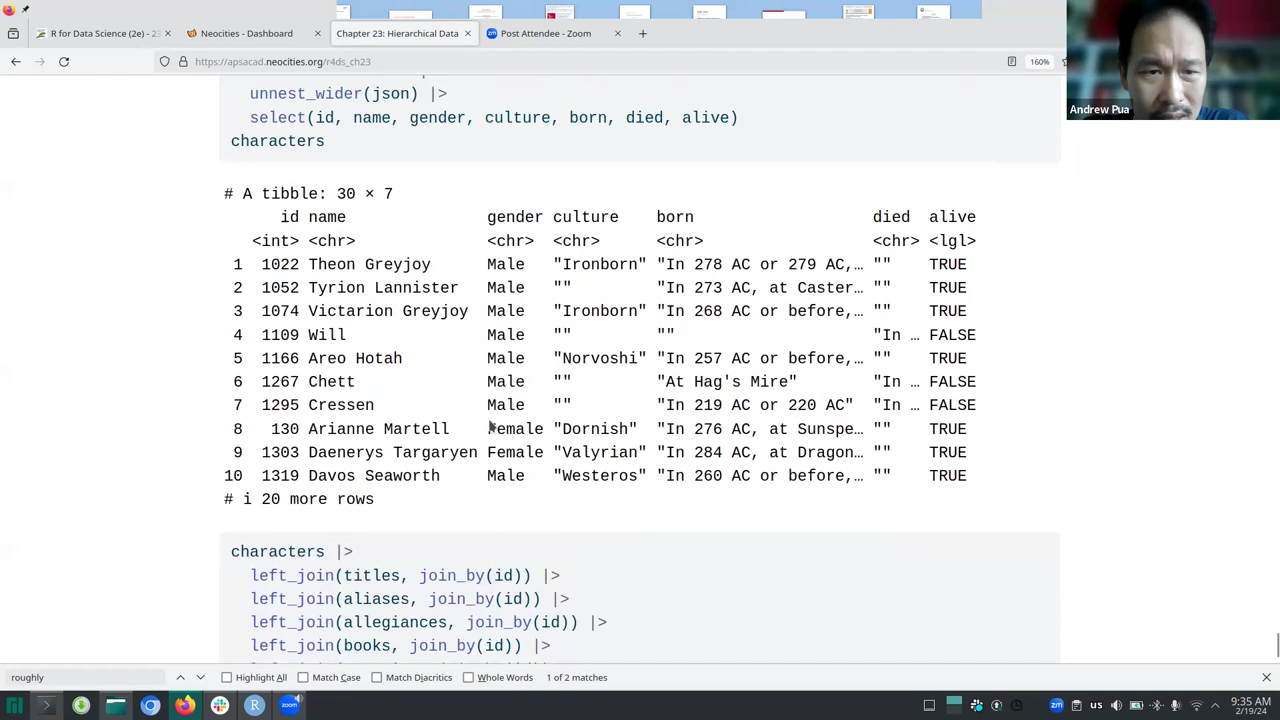 R for Data Science (2e) - 2
Neocities - Dashboard
Chapter 23: Hierarchical Data
Post Attendee - Zoom
https://apsacad.neocities.org/r4ds_ch23
160%
Andrew Pua
unnest_wider(json) |>
select(id, name, gender, culture, born, died, alive)
characters
# A tibble: 30 × 7
id name gender culture born died alive
<int> <chr> <chr> <chr> <chr> <chr> <lgl>
1 1022 Theon Greyjoy Male "Ironborn" "In 278 AC or 279 AC,… "" TRUE
2 1052 Tyrion Lannister Male "" "In 273 AC, at Caster… "" TRUE
3 1074 Victarion Greyjoy Male "Ironborn" "In 268 AC or before,… "" TRUE
4 1109 Will Male "" "" "In … FALSE
5 1166 Areo Hotah Male "Norvoshi" "In 257 AC or before,… "" TRUE
6 1267 Chett Male "" "At Hag's Mire" "In … FALSE
7 1295 Cressen Male "" "In 219 AC or 220 AC" "In … FALSE
8 130 Arianne Martell Female "Dornish" "In 276 AC, at Sunspe… "" TRUE
9 1303 Daenerys Targaryen Female "Valyrian" "In 284 AC, at Dragon… "" TRUE
10 1319 Davos Seaworth Male "Westeros" "In 260 AC or before,… "" TRUE
# i 20 more rows
characters |>
left_join(titles, join_by(id)) |>
left_join(aliases, join_by(id)) |>
left_join(allegiances, join_by(id)) |>
left_join(books, join_by(id)) |>
roughly
Highlight All
Match Case
Match Diacritics
Whole Words
1 of 2 matches
us
9:35 AM
2/19/24